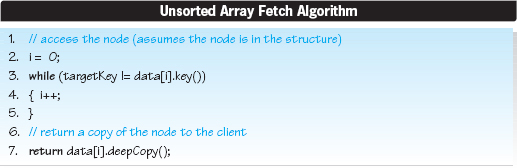 Unsorted Array Fetch Algorithm
1. // access the node (assumes the node is in the structure)
2. i = 0;
3. while (targetKey != data[i].key())
4. { i++;
5. }
6. // return a copy of the node to the client
7. return data[i].deepCopy();